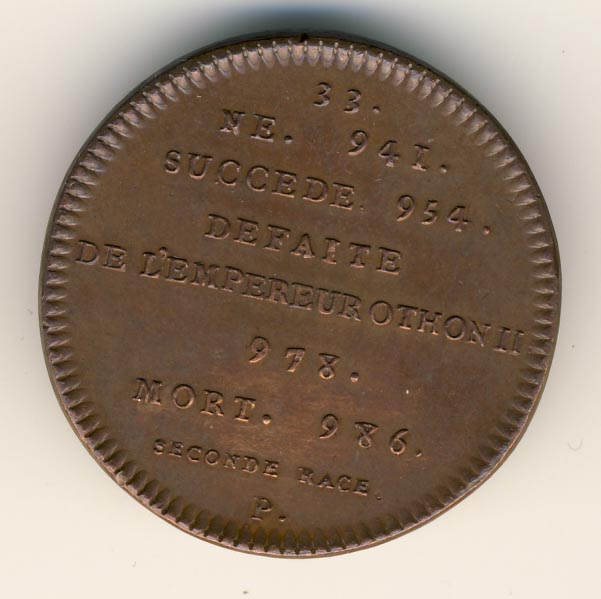 33.
NE. 941.
SUCCEDE. 954.
DEFAITE
DE L'EMPEREUR OTHON II
978.
MORT. 986.
SECONDE RACE.
P.